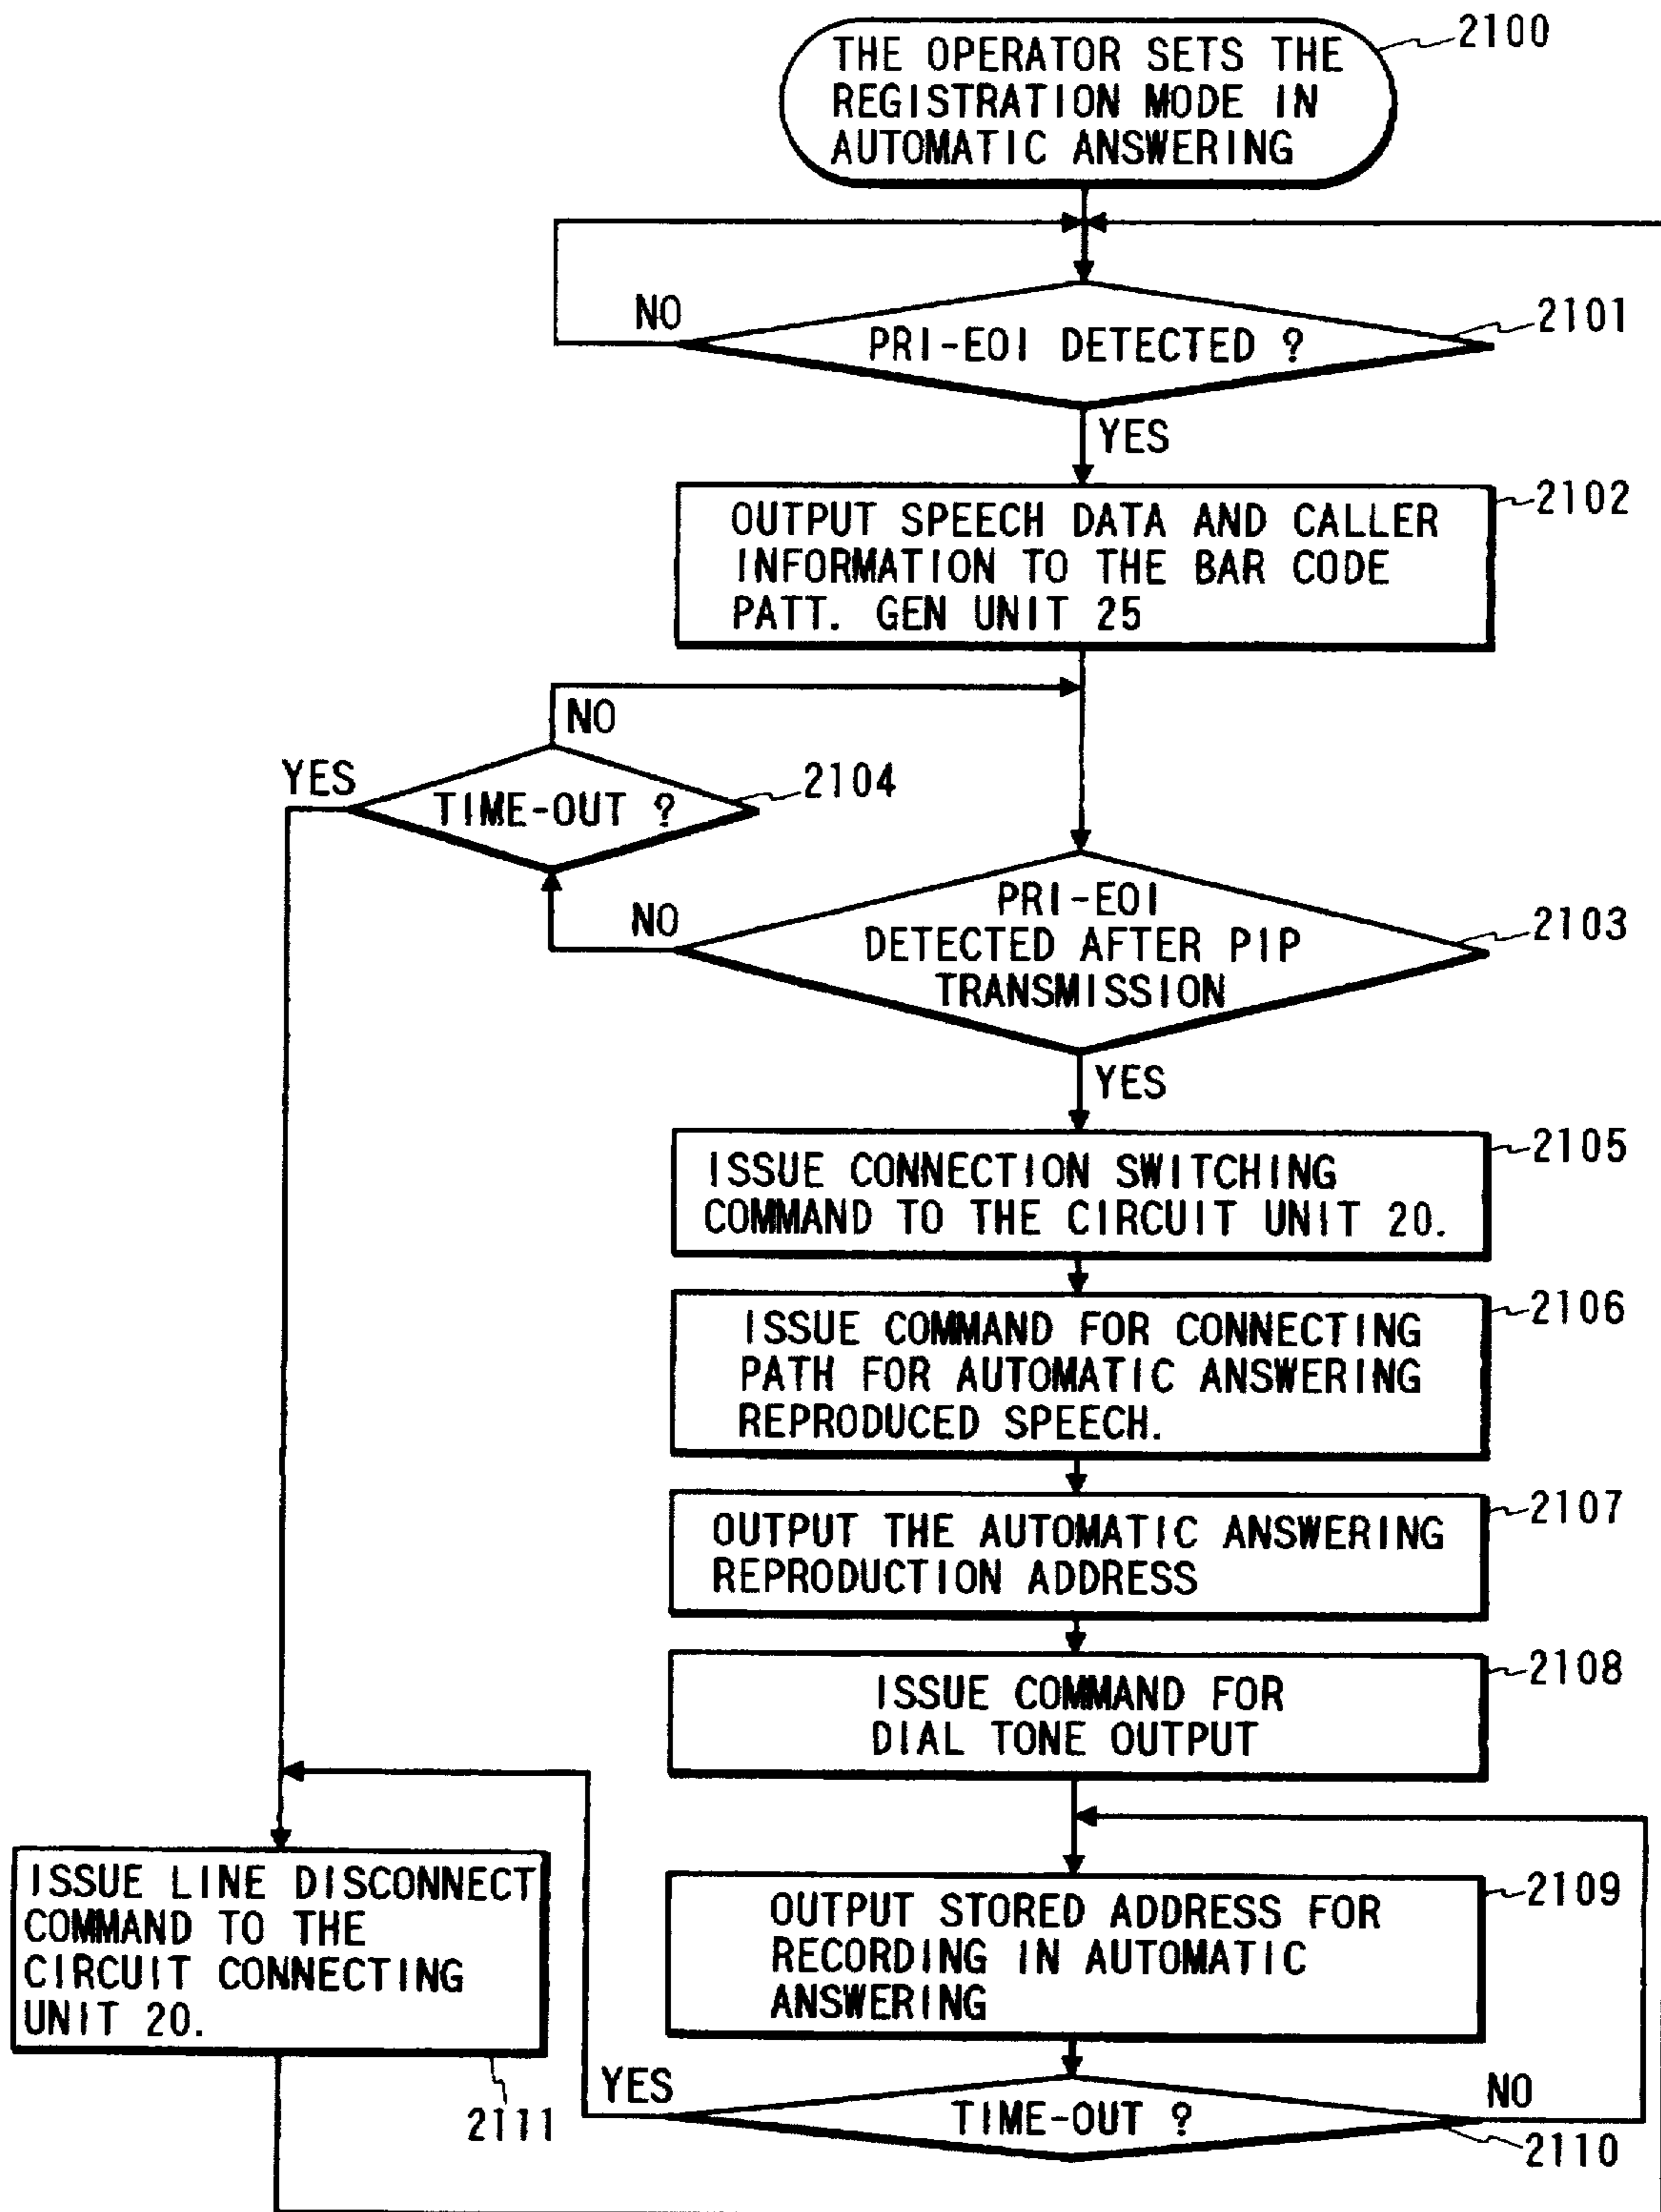 2100
THE OPERATOR SETS THE
REGISTRATION MODE IN
AUTOMATIC ANSWERING
NO
2101
PRI-EOI DETECTED ?
YES
2102
OUTPUT SPEECH DATA AND CALLER
INFORMATION TO THE BAR CODE
PATT. GEN UNIT 25
NO
YES
2104
TIME-OUT ?
PRI-EOI
NO
2103
DETECTED AFTER PIP
TRANSMISSION
YES
2105
ISSUE CONNECTION SWITCHING
COMMAND TO THE CIRCUIT UNIT 20.
2106
ISSUE COMMAND FOR CONNECTING
PATH FOR AUTOMATIC ANSWERING
REPRODUCED SPEECH.
2107
OUTPUT THE AUTOMATIC ANSWERING
REPRODUCTION ADDRESS
2108
ISSUE COMMAND FOR
DIAL TONE OUTPUT
ISSUE LINE DISCONNECT
COMMAND TO THE
CIRCUIT CONNECTING
UNIT 20.
2111
2109
OUTPUT STORED ADDRESS FOR
RECORDING IN AUTOMATIC
ANSWERING
YES
NO
TIME-OUT ?
2110